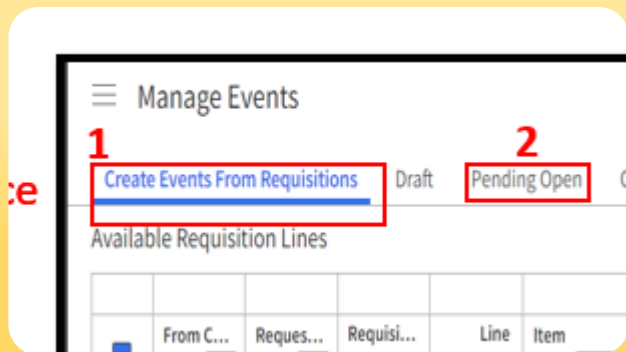 Manage Events
1
2
ce
Create Events From Requisitions Draft Pending Open
Available Requisition Lines
From C... Reques... Requisi... Line Item